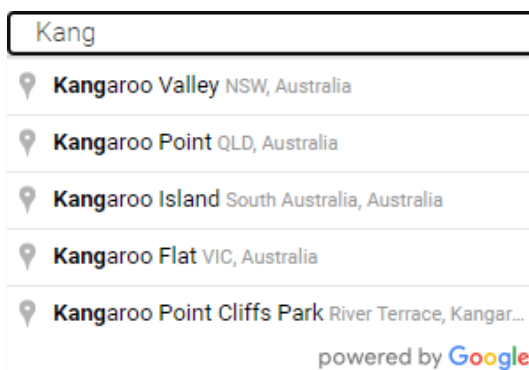 Kang
Kangaroo Valley NSW, Australia
Kangaroo Point QLD, Australia
Kangaroo Island South Australia, Australia
Kangaroo Flat VIC, Australia
Kangaroo Point Cliffs Park River Terrace, Kangar...
powered by Google